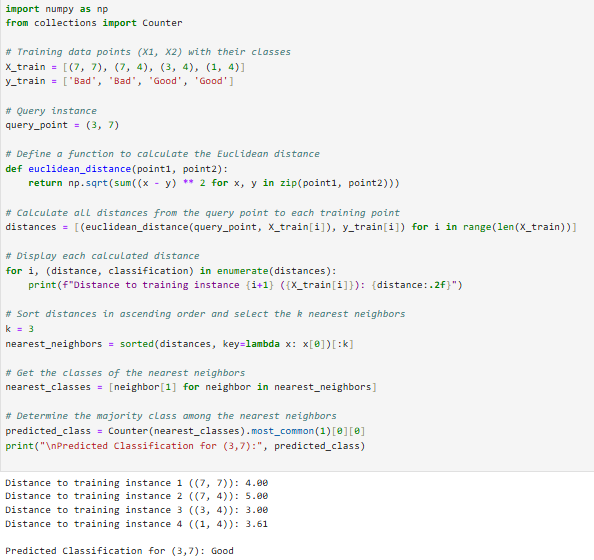 import numpy as np
from collections import Counter

# Training data points (X1, X2) with their classes
X_train = [(7, 7), (7, 4), (3, 4), (1, 4)]
y_train = ['Bad', 'Bad', 'Good', 'Good']

# Query instance
query_point = (3, 7)

# Define a function to calculate the Euclidean distance
def euclidean_distance(point1, point2):
    return np.sqrt(sum((x - y) ** 2 for x, y in zip(point1, point2)))

# Calculate all distances from the query point to each training point
distances = [(euclidean_distance(query_point, X_train[i]), y_train[i]) for i in range(len(X_train))]

# Display each calculated distance
for i, (distance, classification) in enumerate(distances):
    print(f"Distance to training instance {i+1} ({X_train[i]}): {distance:.2f}")

# Sort distances in ascending order and select the k nearest neighbors
k = 3
nearest_neighbors = sorted(distances, key=lambda x: x[0])[:k]

# Get the classes of the nearest neighbors
nearest_classes = [neighbor[1] for neighbor in nearest_neighbors]

# Determine the majority class among the nearest neighbors
predicted_class = Counter(nearest_classes).most_common(1)[0][0]
print("\nPredicted Classification for (3,7):", predicted_class)

Distance to training instance 1 ((7, 7)): 4.00
Distance to training instance 2 ((7, 4)): 5.00
Distance to training instance 3 ((3, 4)): 3.00
Distance to training instance 4 ((1, 4)): 3.61

Predicted Classification for (3,7): Good